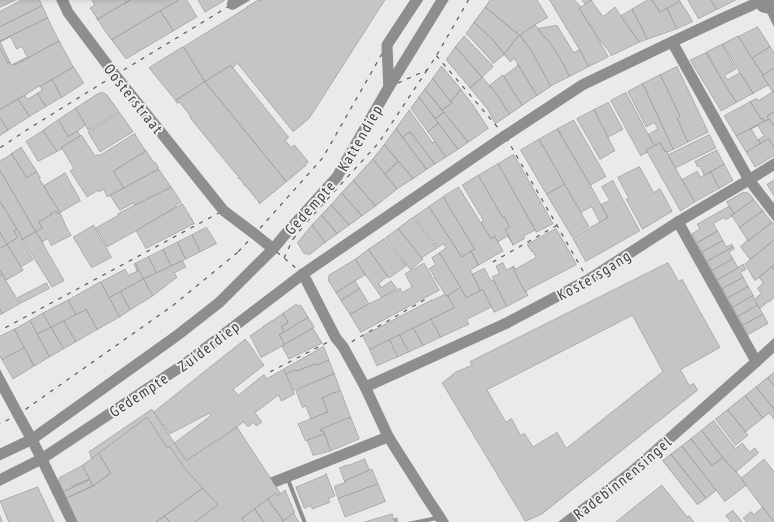 Oosterstraat
Gedempte Kattendiep
Kostersgang
Gedempte Zuiderdiep
Radebinnensingel